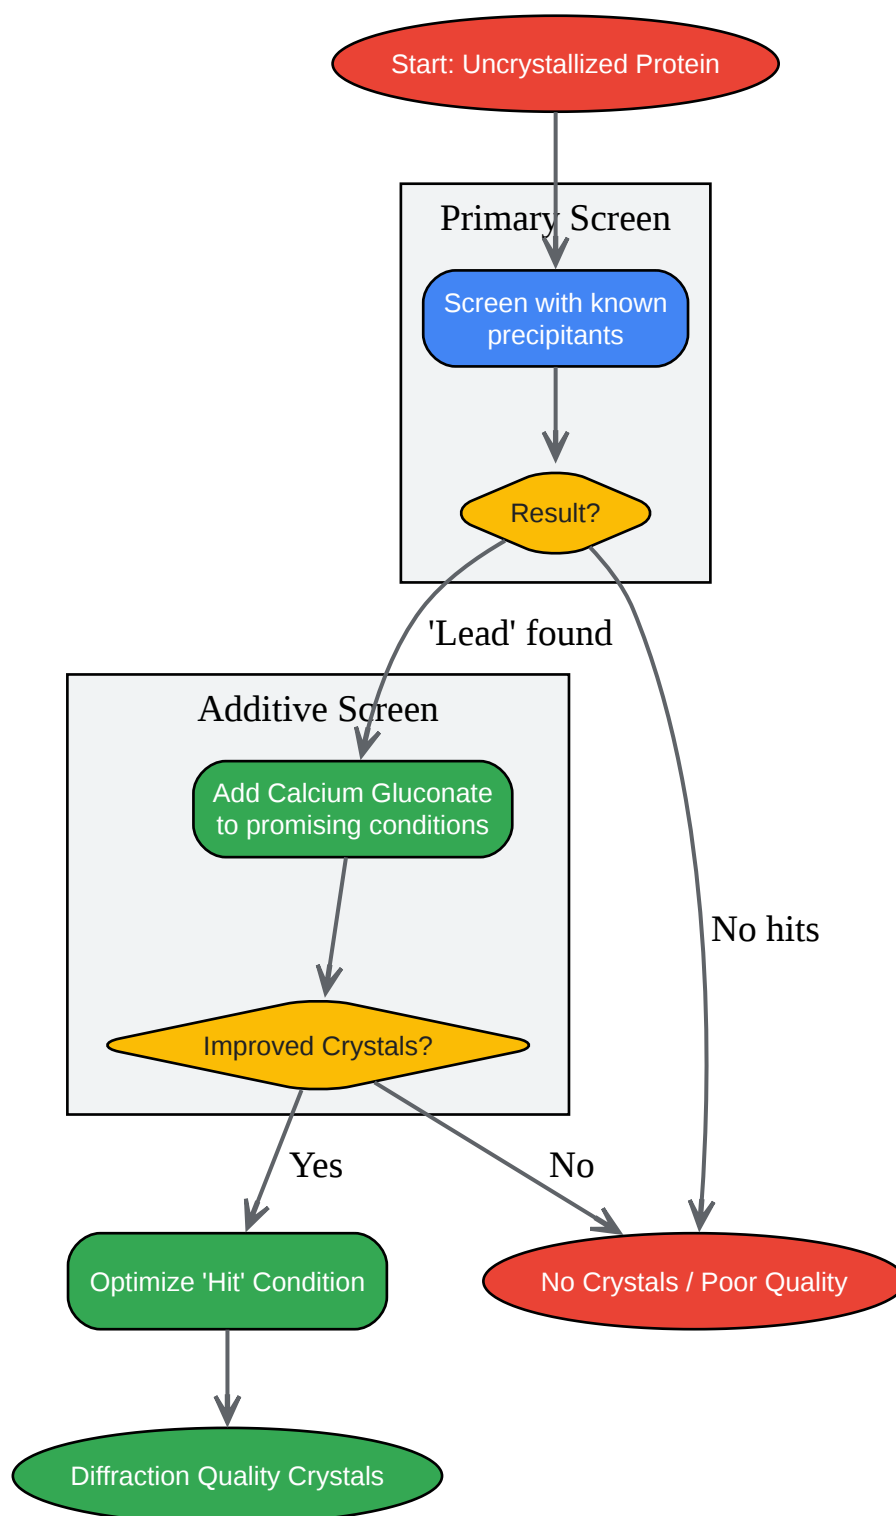 Start: Uncrystallized Protein
Primary Screen
Screen with known
precipitants
Result?
'Lead' found
Additive Screen
Add Calcium Gluconate
to promising conditions
No hits
Improved Crystals?
Yes
No
Optimize 'Hit' Condition
No Crystals / Poor Quality
Diffraction Quality Crystals